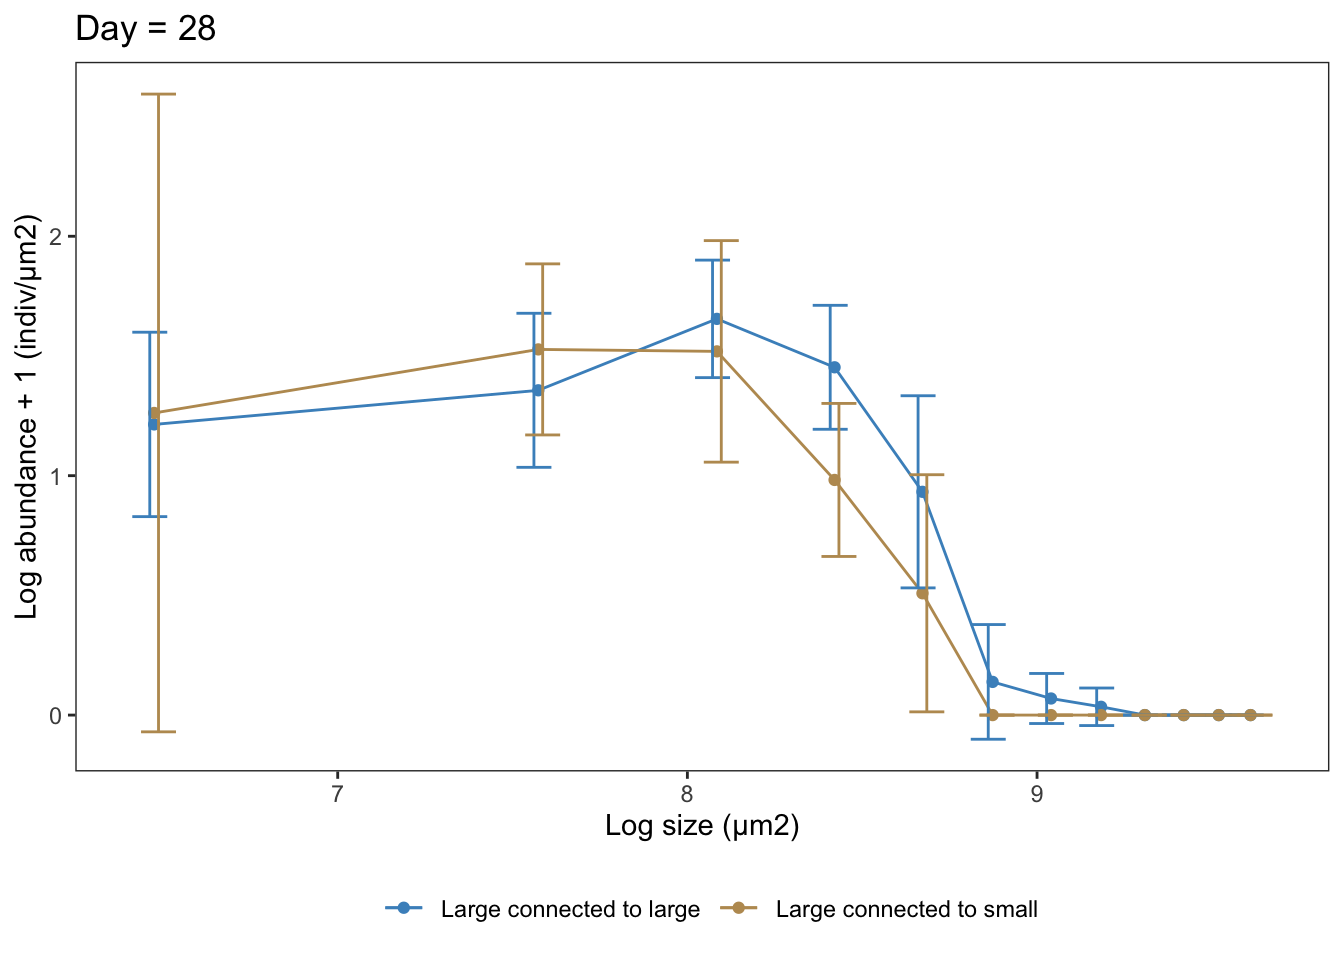 Day = 28
Log abundance + 1 (indiv/µm2)
2
1
0
7 8 9
Log size (µm2)
Large connected to large Large connected to small